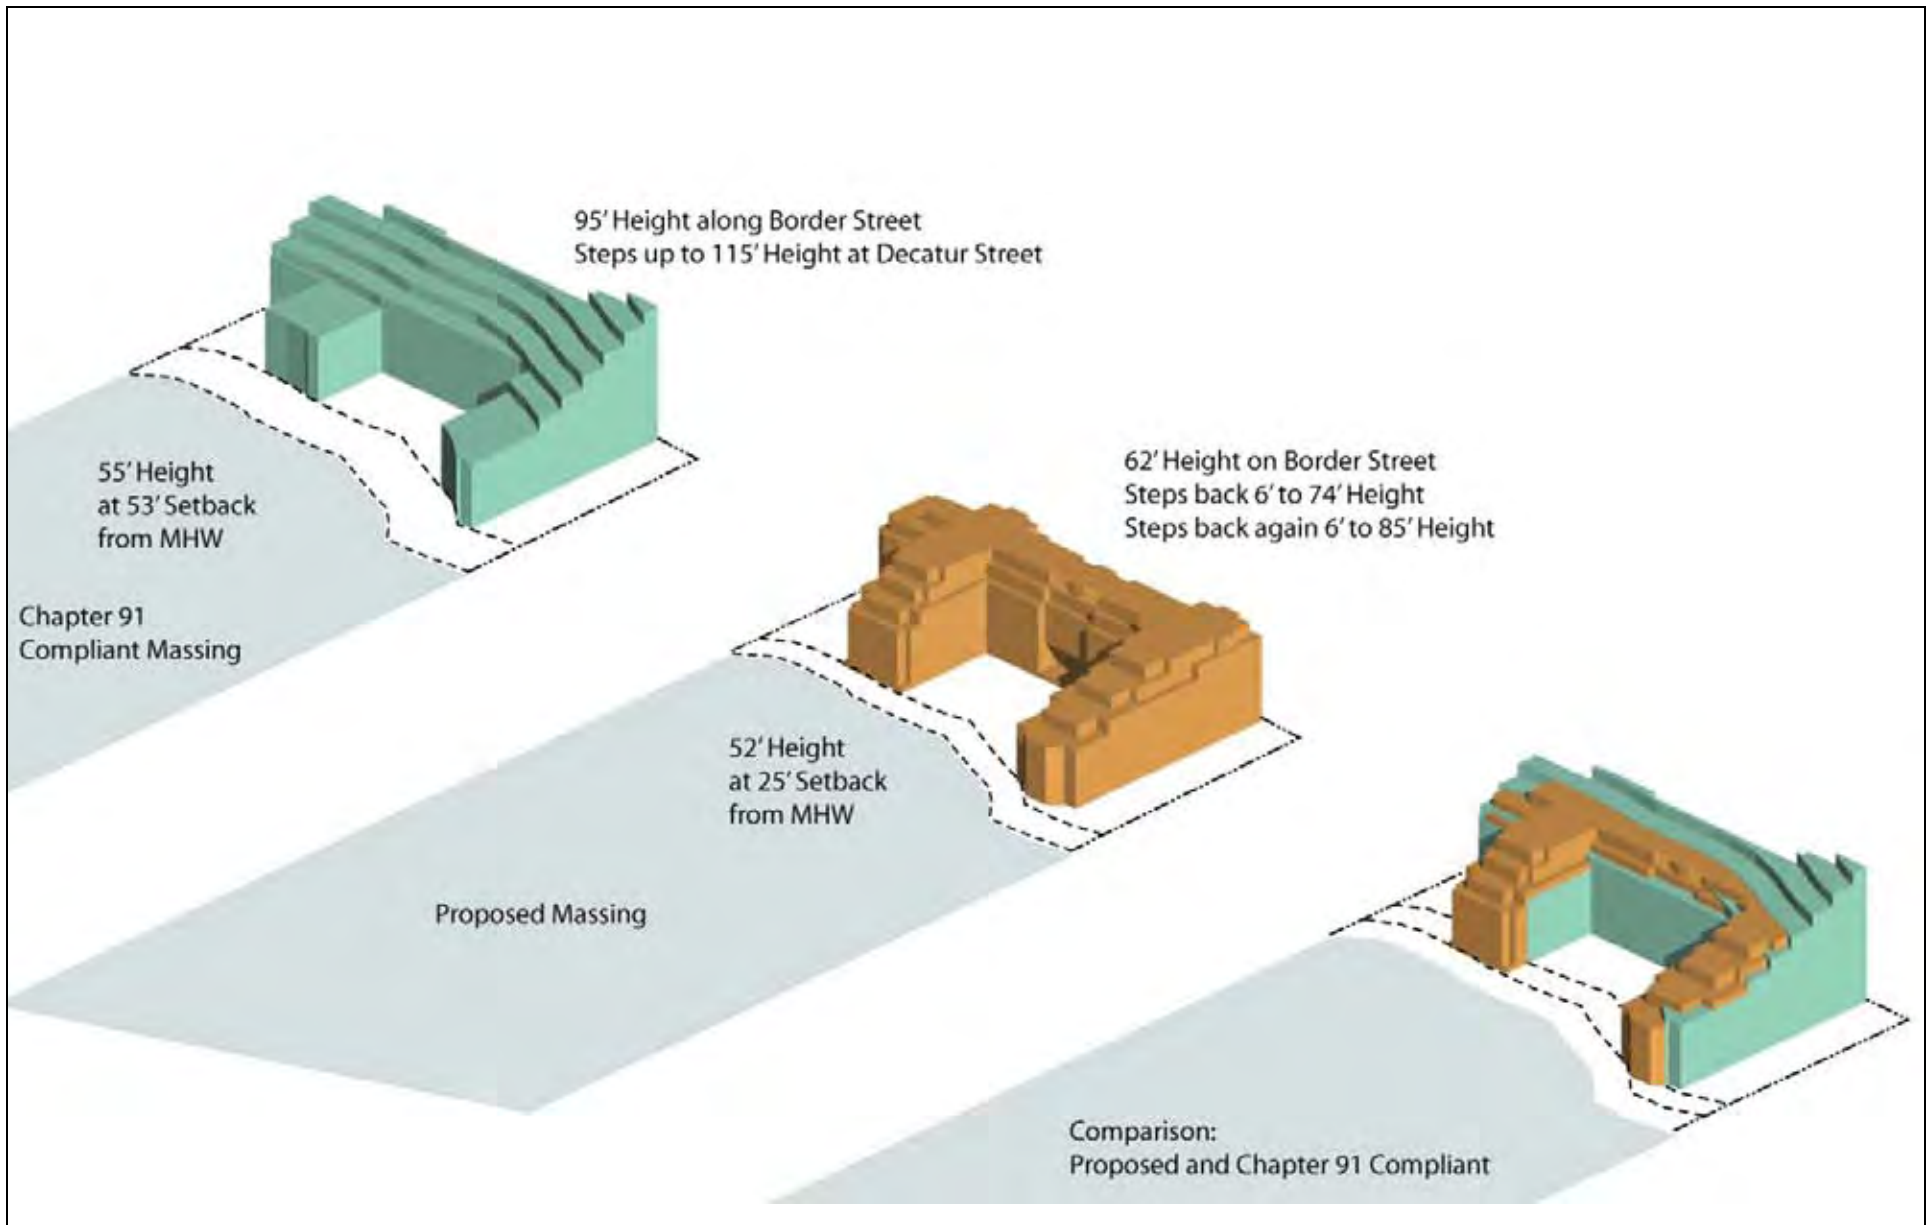 95’ Height along Border Street
Steps up to 115’ Height at Decatur Street
55’ Height
at 53’ Setback
from MHW
Chapter 91
Compliant Massing
62’ Height on Border Street
Steps back 6’ to 74’ Height
Steps back again 6’ to 85’ Height
52’ Height
at 25’ Setback
from MHW
Proposed Massing
Comparison:
Proposed and Chapter 91 Compliant